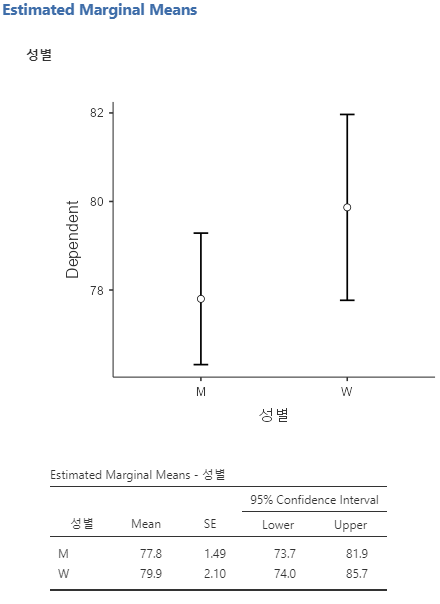 Estimated Marginal Means
성별
82
80
78
Dependent
M W
성별
Estimated Marginal Means - 성별
95% Confidence Interval
성별 Mean SE Lower Upper
M 77.8 1.49 73.7 81.9
W 79.9 2.10 74.0 85.7